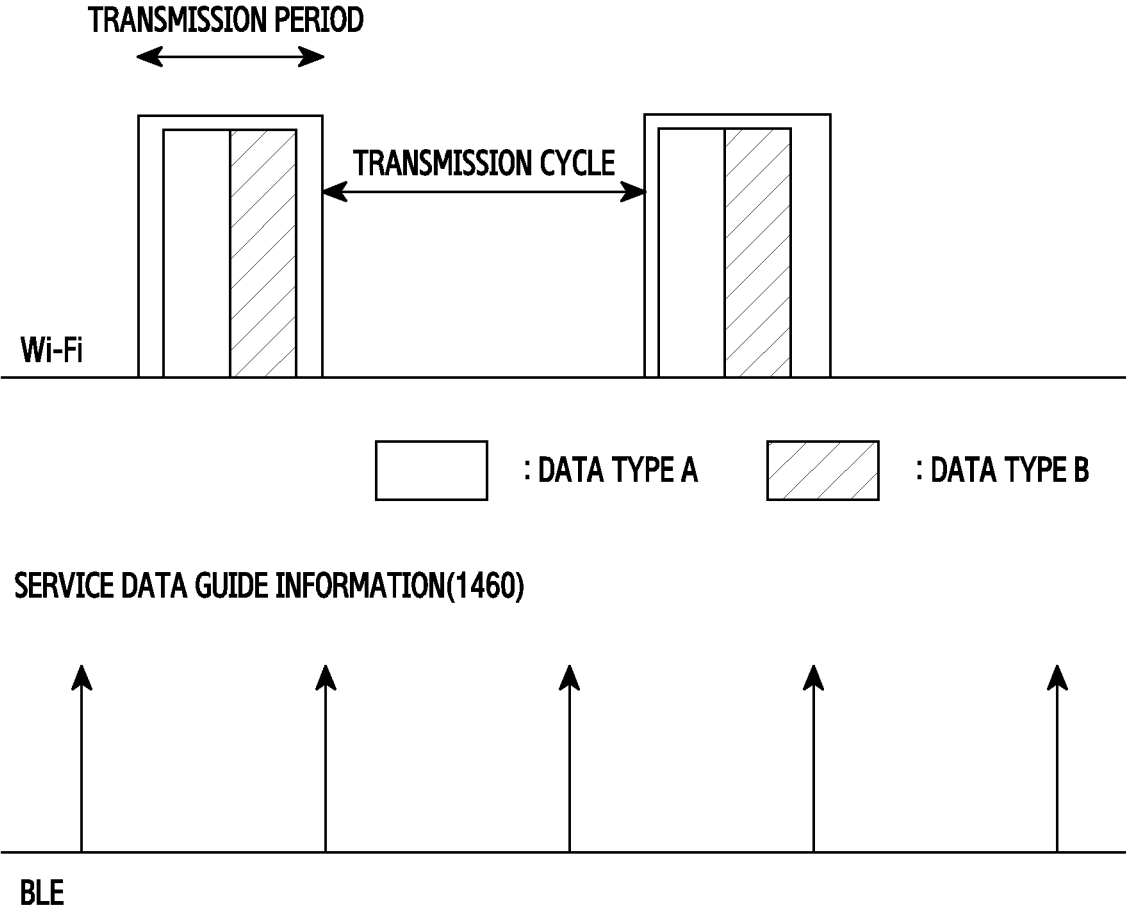 TRANSMISSION PERIOD
TRANSMISSION CYCLE
Wi-Fi
: DATA TYPE A
: DATA TYPE B
SERVICE DATA GUIDE INFORMATION(1460)
BLE